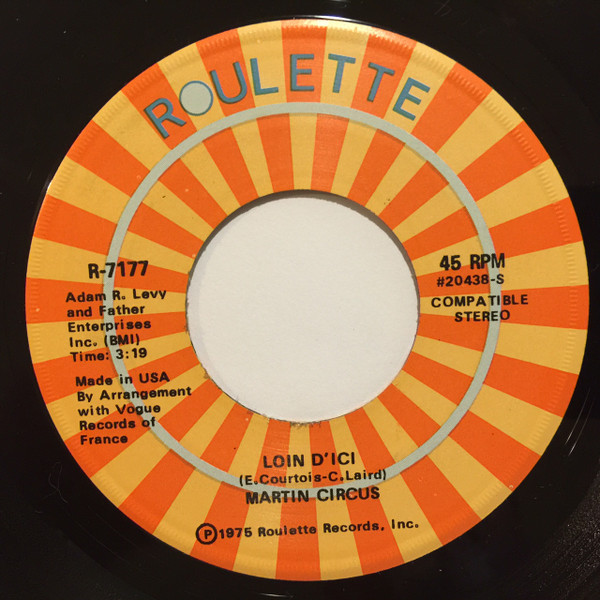 ROULETTE
R-7177
Adam R. Levy
and Father
Enterprises
Inc. (BMI)
Time: 3:19
Made in USA
By Arrangement
with Vogue
Records of
France
45 RPM
#20438-S
COMPATIBLE
STEREO
LOIN D'ICI
(E.Courtois-C.Laird)
MARTIN CIRCUS
Ⓟ1975 Roulette Records, Inc.